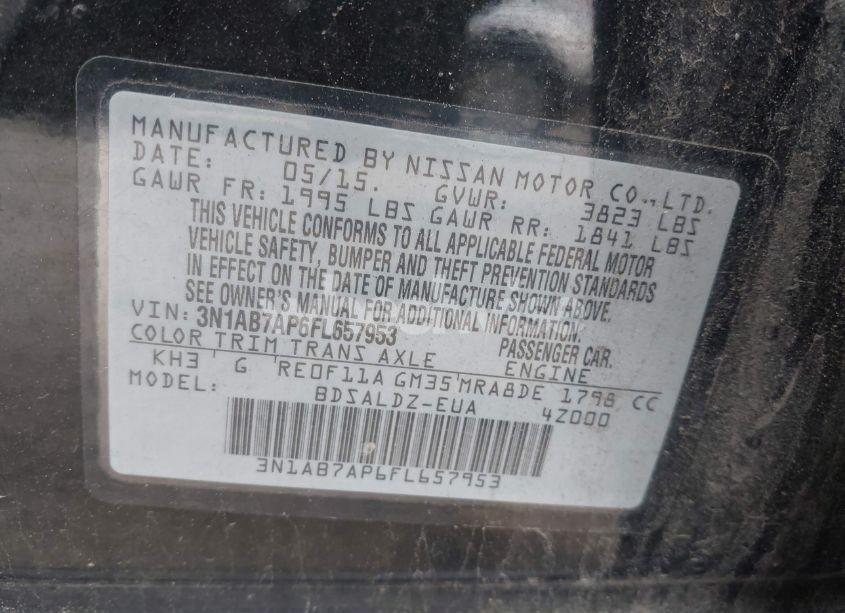 MANUFACTURED BY NISSAN MOTOR CO., LTD.
DATE: 05/15. GVWR: 3823 LBS
GAWR FR: 1995 LBS GAWR RR: 1841 LBS
THIS VEHICLE CONFORMS TO ALL APPLICABLE FEDERAL MOTOR
VEHICLE SAFETY, BUMPER AND THEFT PREVENTION STANDARDS
IN EFFECT ON THE DATE OF MANUFACTURE SHOWN ABOVE.
SEE OWNER'S MANUAL FOR ADDITIONAL INFORMATION.
VIN: 3N1AB7AP6FL657953 PASSENGER CAR.
COLOR TRIM TRANS AXLE ENGINE
KH3 G RE0F11A GM35 MRA8DE 1798 CC
MODEL: BDSALDZ-EUA 4Z000
3N1AB7AP6FL657953